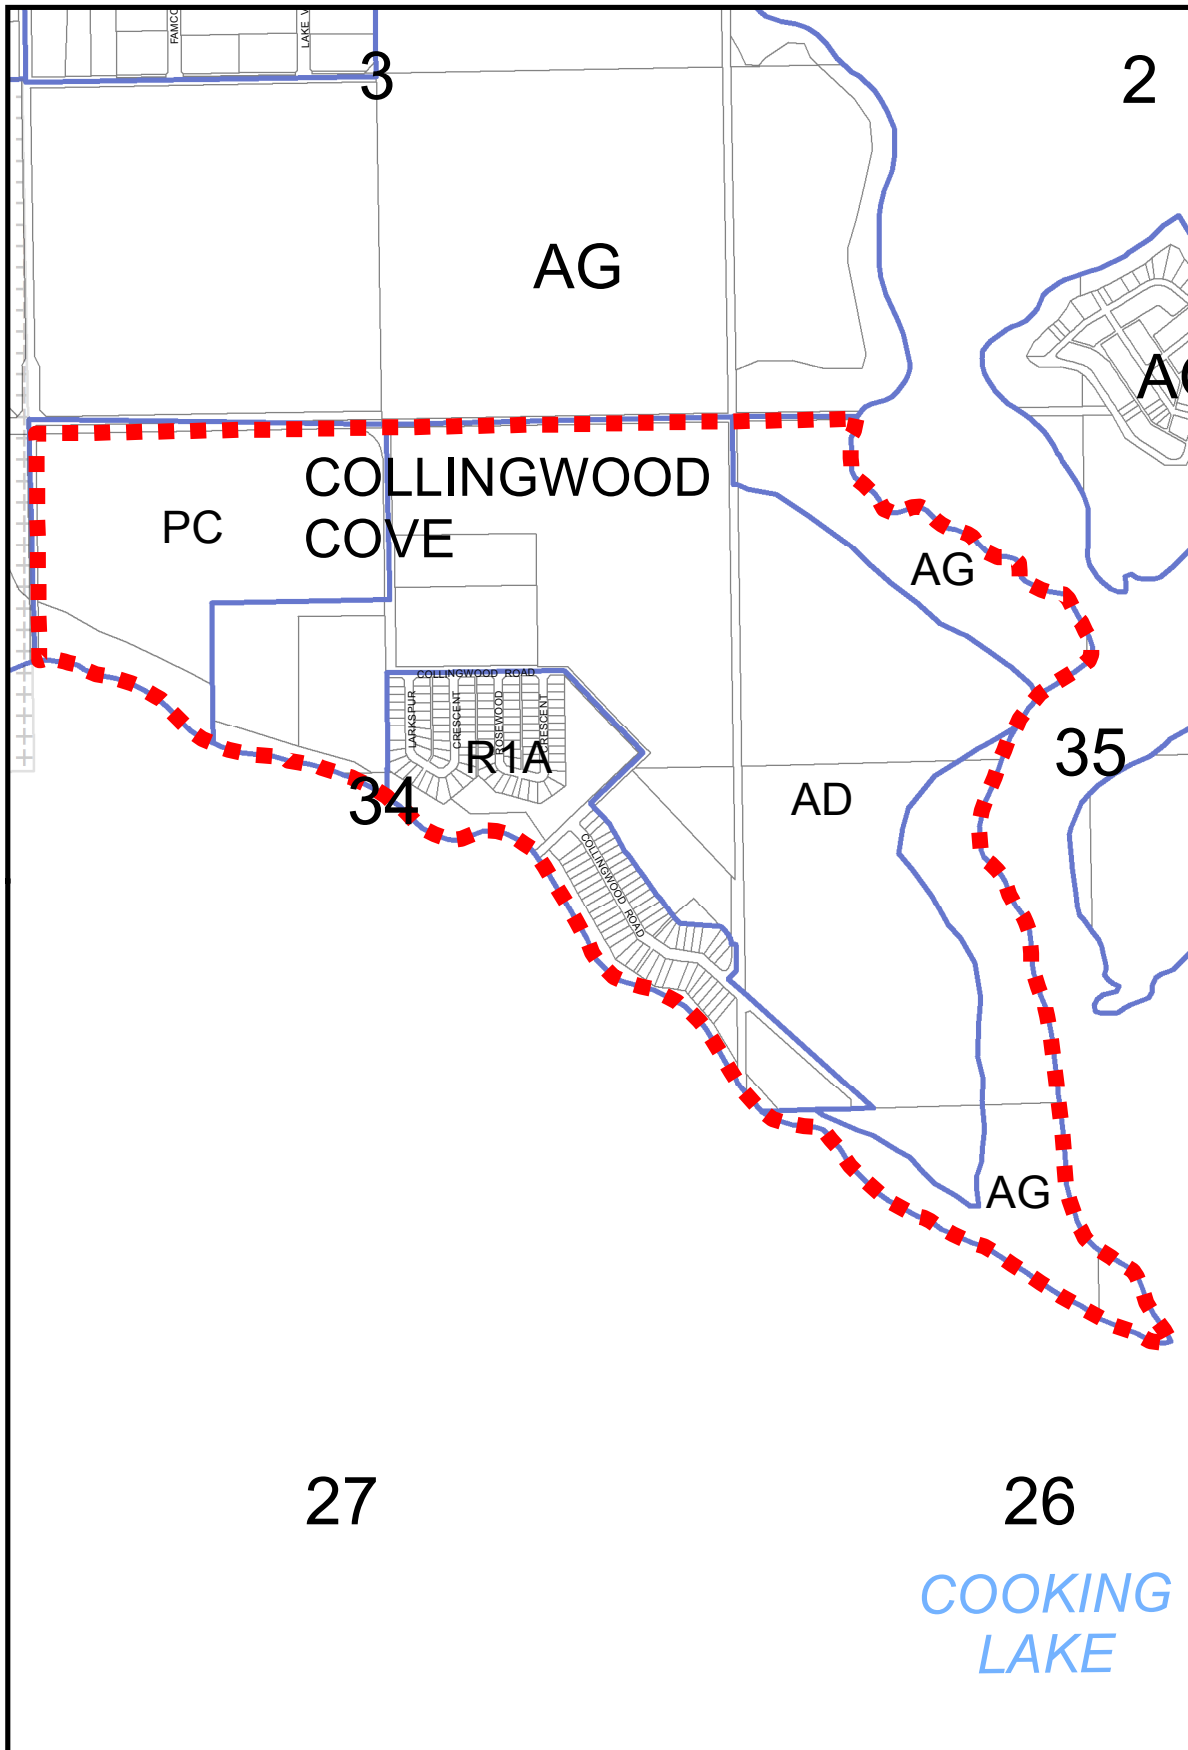 3
2
AG
COLLINGWOOD
COVE
PC
AG
COLLINGWOOD ROAD
LARKSPUR
CRESCENT
ROSEWOOD
CRESCENT
R1A
35
34
AD
COLLINGWOOD ROAD
AG
27
26
COOKING
LAKE